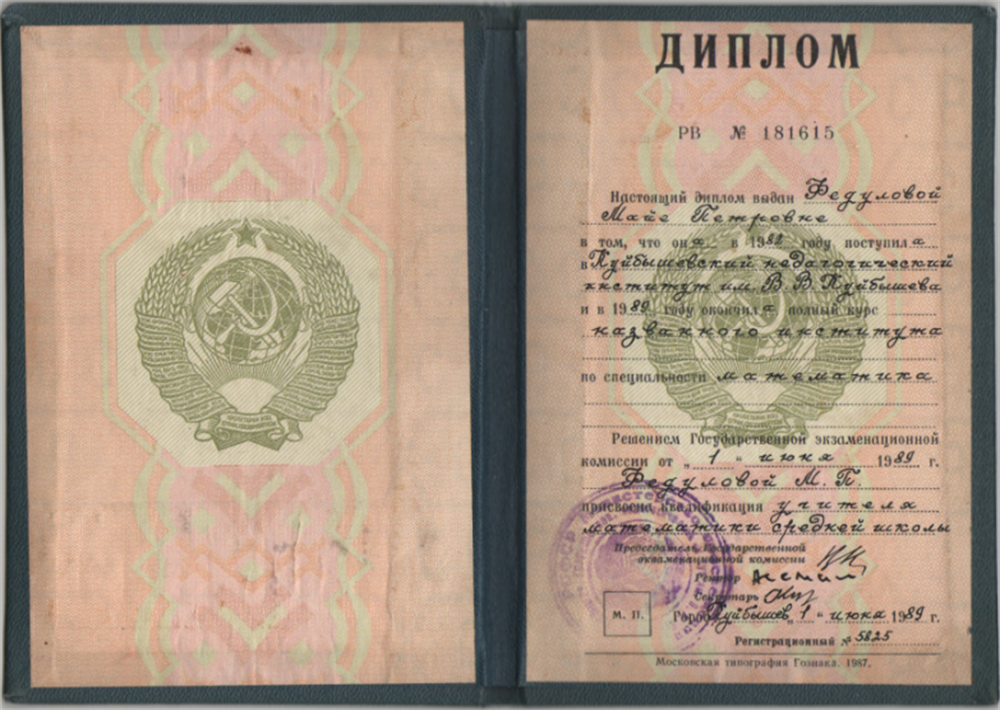 ДИПЛОМ
РВ № 181615
Настоящий диплом выдан Федуловой
Майе Петровне
в том, что она в 1982 году поступила
в Куйбышевский педагогический
институт им. В. В. Куйбышева
и в 1989 году окончила полный курс
названного института
по специальности математика
Решением Государственной экзаменационной
комиссии от „1“ июня 1989 г.
Федуловой М. П.
присвоена квалификация учителя
математики средней школы
Председатель Государственной
экзаменационной комиссии
Ректор
Секретарь
М. П.
Город Куйбышев „1“ июня 1989 г.
Регистрационный № 5825
Московская типография Гознака. 1987.